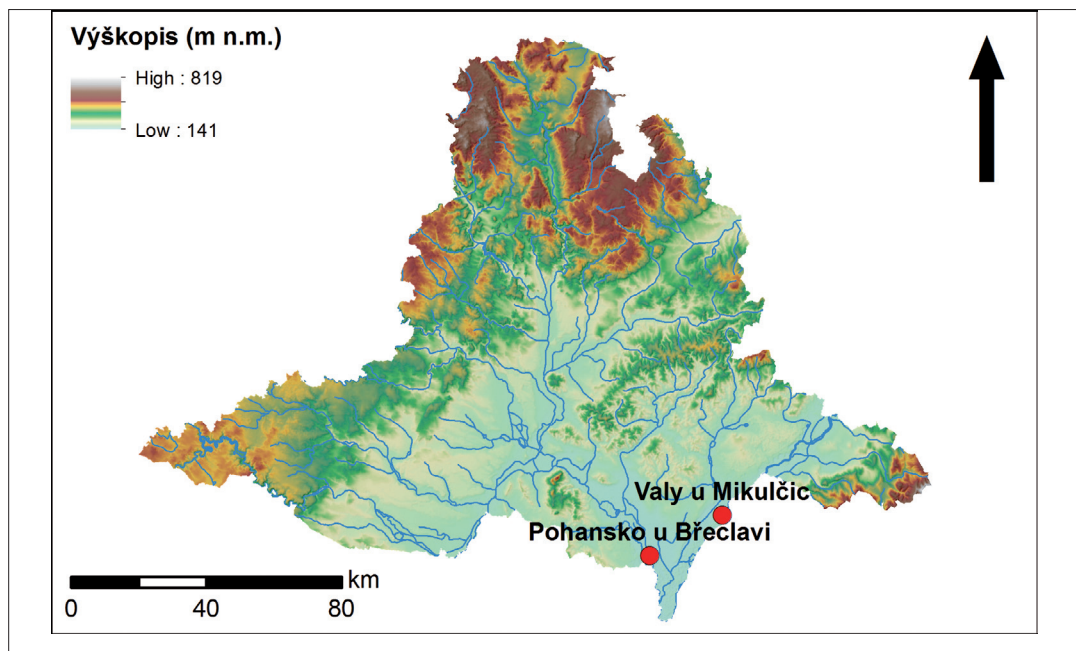 Výškopis (m n.m.)
High : 819
Low : 141
Valy u Mikulčic
Pohansko u Břeclavi
km
0 40 80